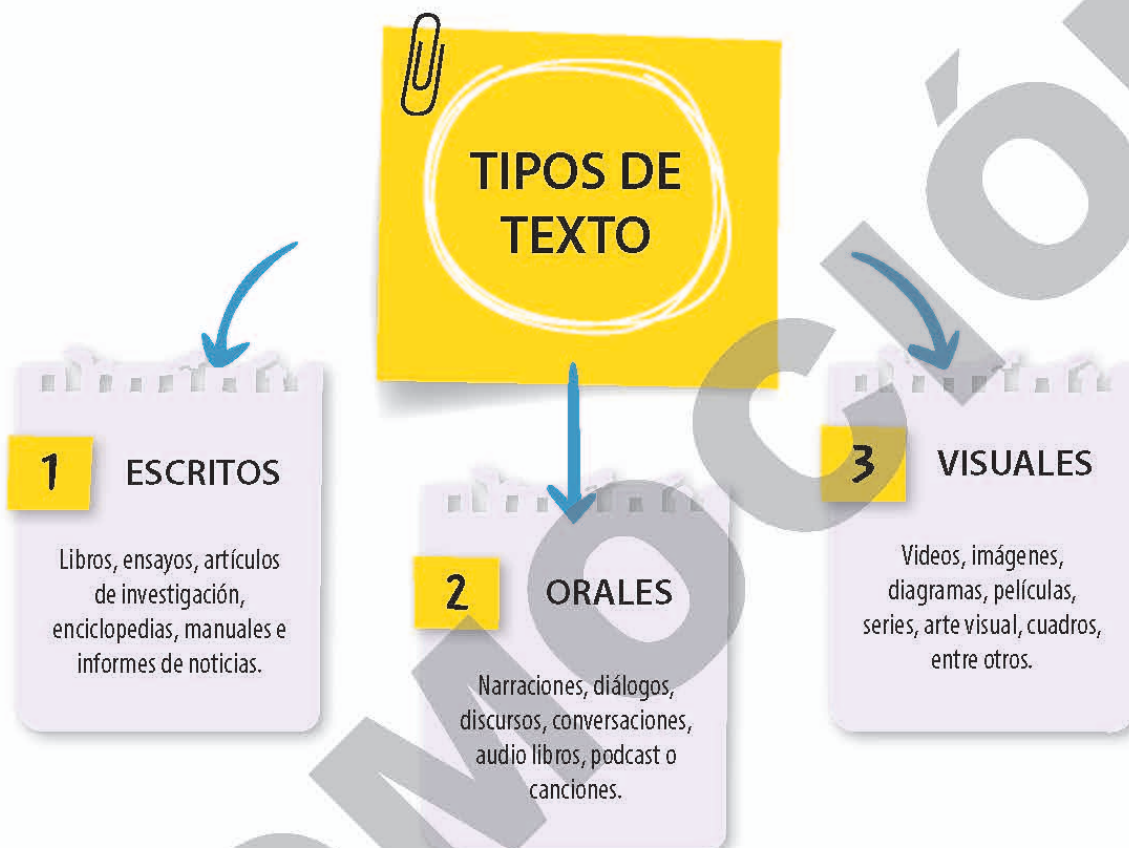 TIPOS DE
TEXTO
1
ESCRITOS
Libros, ensayos, artículos
de investigación,
enciclopedias, manuales e
informes de noticias.
2
ORALES
Narraciones, diálogos,
discursos, conversaciones,
audio libros, podcast o
canciones.
3
VISUALES
Videos, imágenes,
diagramas, películas,
series, arte visual, cuadros,
entre otros.
OMOCIÓ